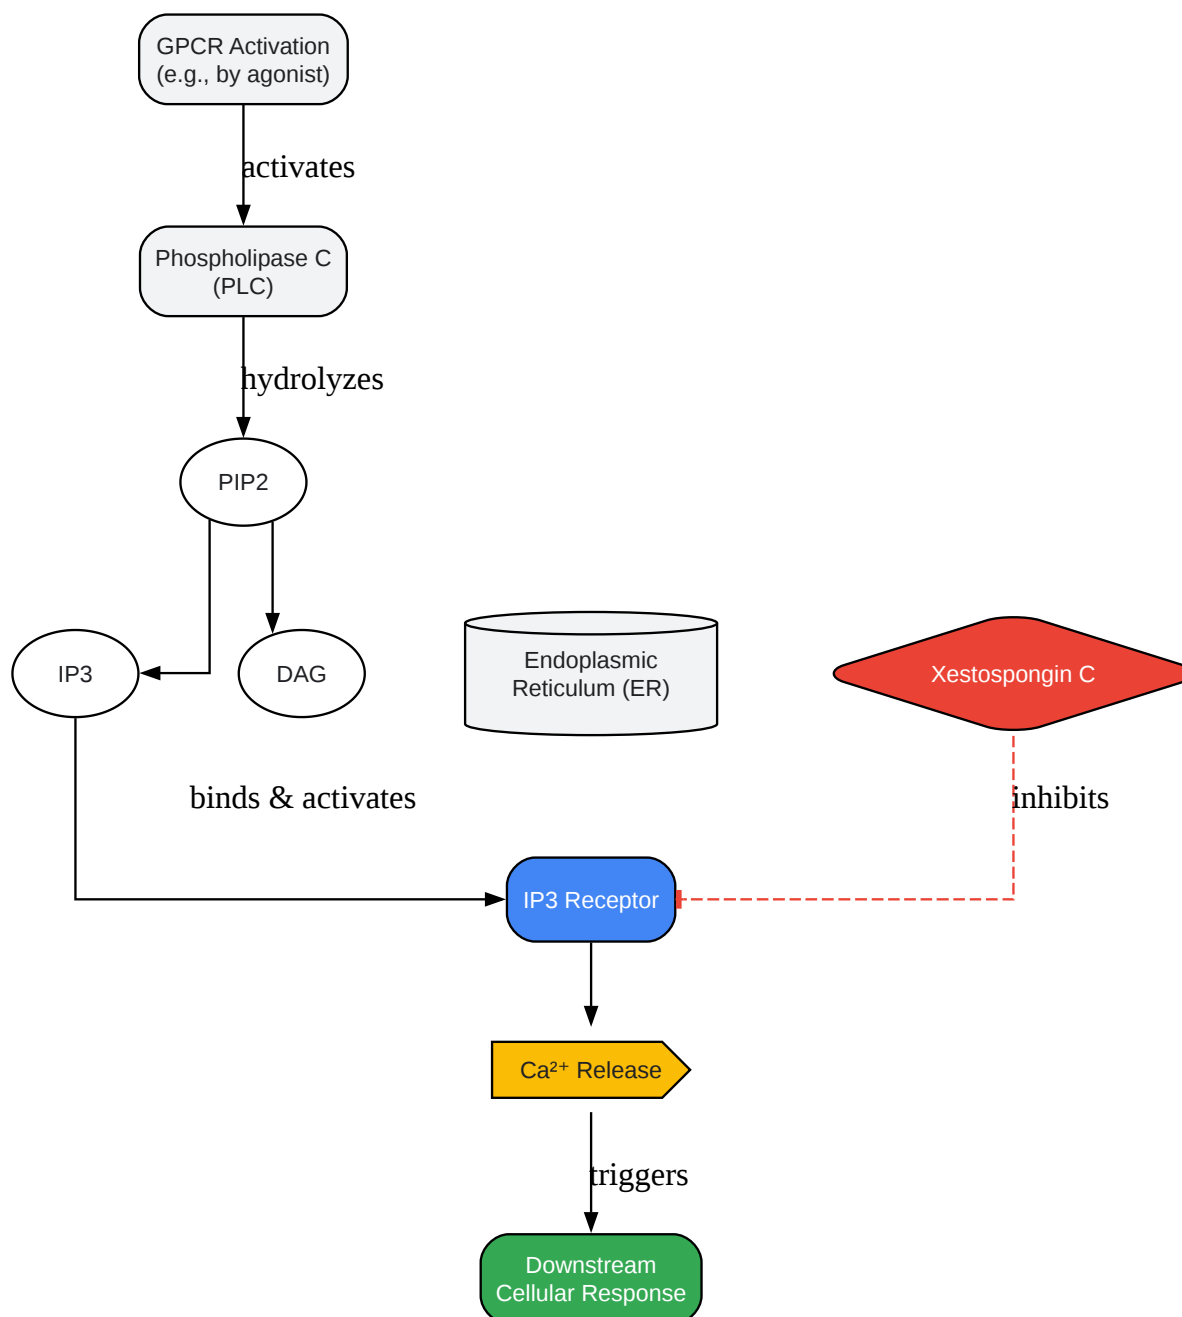 GPCR Activation
(e.g., by agonist)
activates
Phospholipase C
(PLC)
hydrolyzes
PIP2
IP3
DAG
Endoplasmic
Reticulum (ER)
Xestospongin C
binds & activates
inhibits
IP3 Receptor
Ca²⁺ Release
triggers
Downstream
Cellular Response